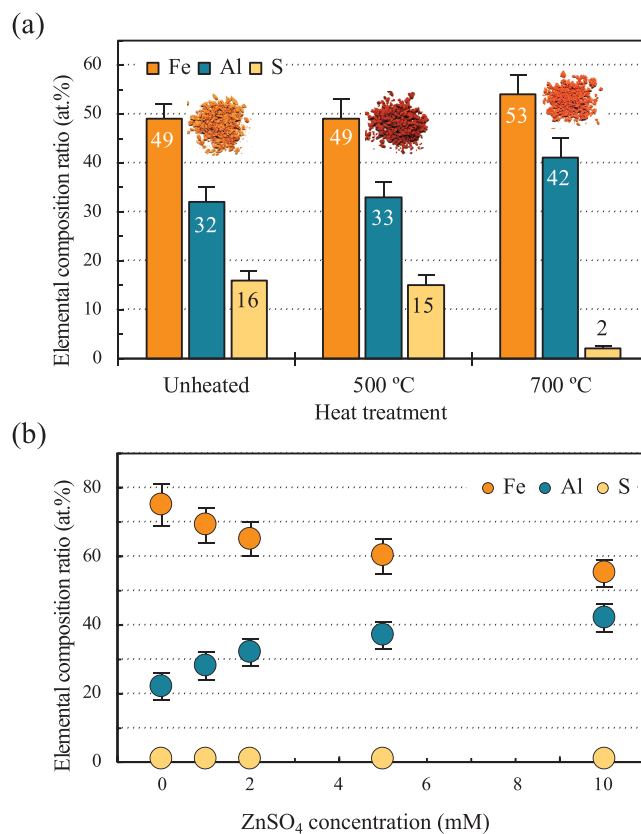 (a)
Elemental composition ratio (at.%)
60
50
40
30
20
10
0
Fe Al S
49
32
16
49
33
15
53
42
2
Unheated 500 ºC 700 ºC
Heat treatment
(b)
Elemental composition ratio (at.%)
80
60
40
20
0
Fe Al S
0 2 4 6 8 10
ZnSO₄ concentration (mM)